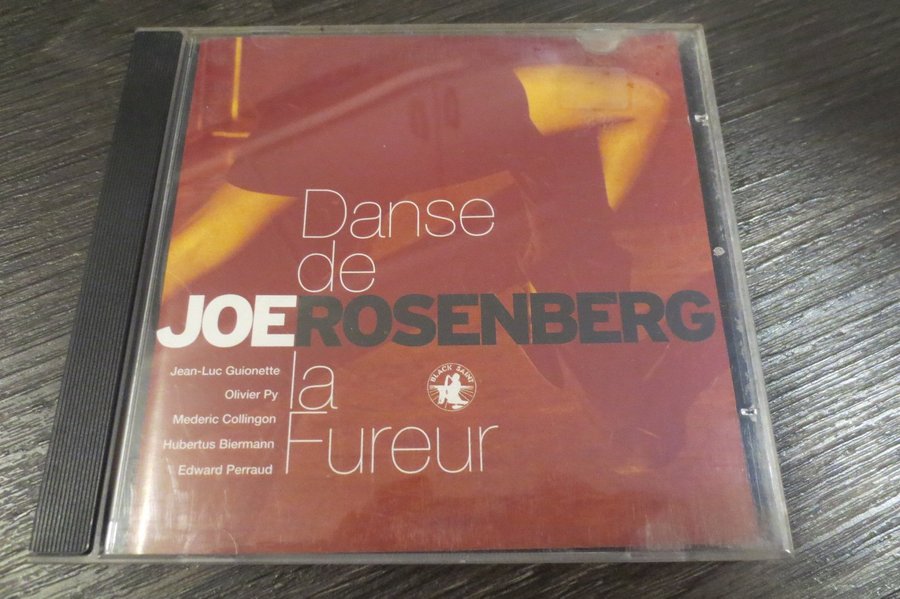 Danse
de
JOEROSENBERG
la
Fureur
Jean-Luc Guionette
Olivier Py
Mederic Collingon
Hubertus Biermann
Edward Perraud
BLACK SAINT